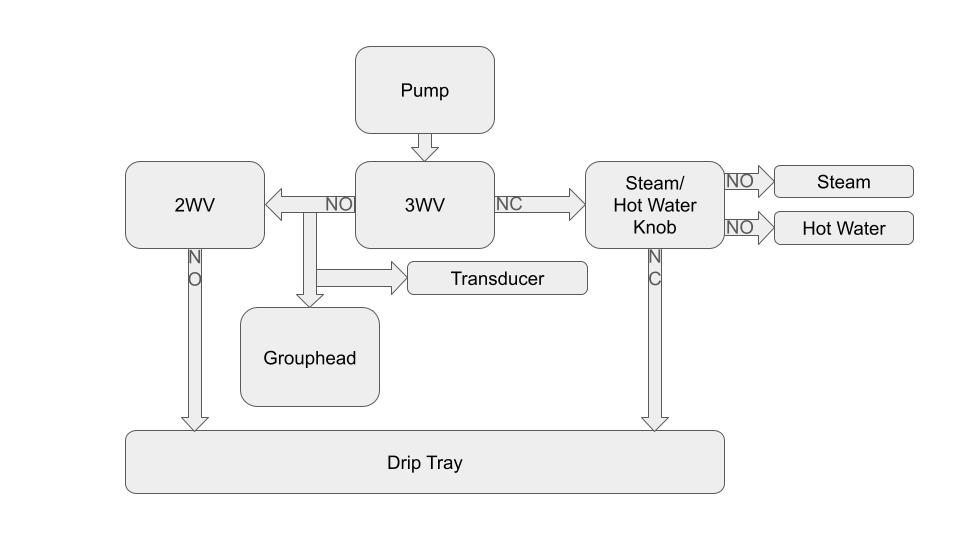 Pump
2WV
NO
3WV
NC
Steam/
Hot Water
Knob
NO
Steam
NO
Hot Water
N
O
N
C
Transducer
Grouphead
Drip Tray